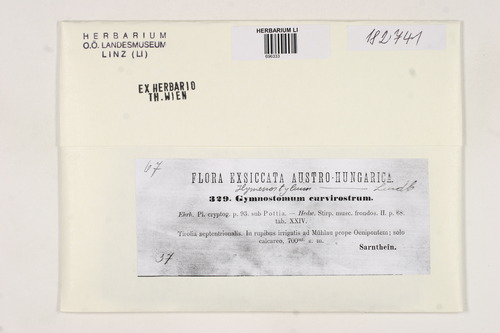 HERBARIUM
O.Ö. LANDESMUSEUM
LINZ (LI)
HERBARIUM LI
182741
EX HERBARIO
TH. WIEN
67
FLORA EXSICCATA AUSTRO-HUNGARICA.
Hymenostylium Lindb
329. Gymnostomum curvirostrum.
Ehrh. Pl. cryptog. p. 93. sub Pottia. — Hedw. Stirp. musc. frondos. II. p. 68.
tab. XXIV.
Tirolia septentrionalis. In rupibus irrigatis ad Mühlau prope Oenipontem; solo
calcareo, 700 m. s. m.
Sarnthein.
37